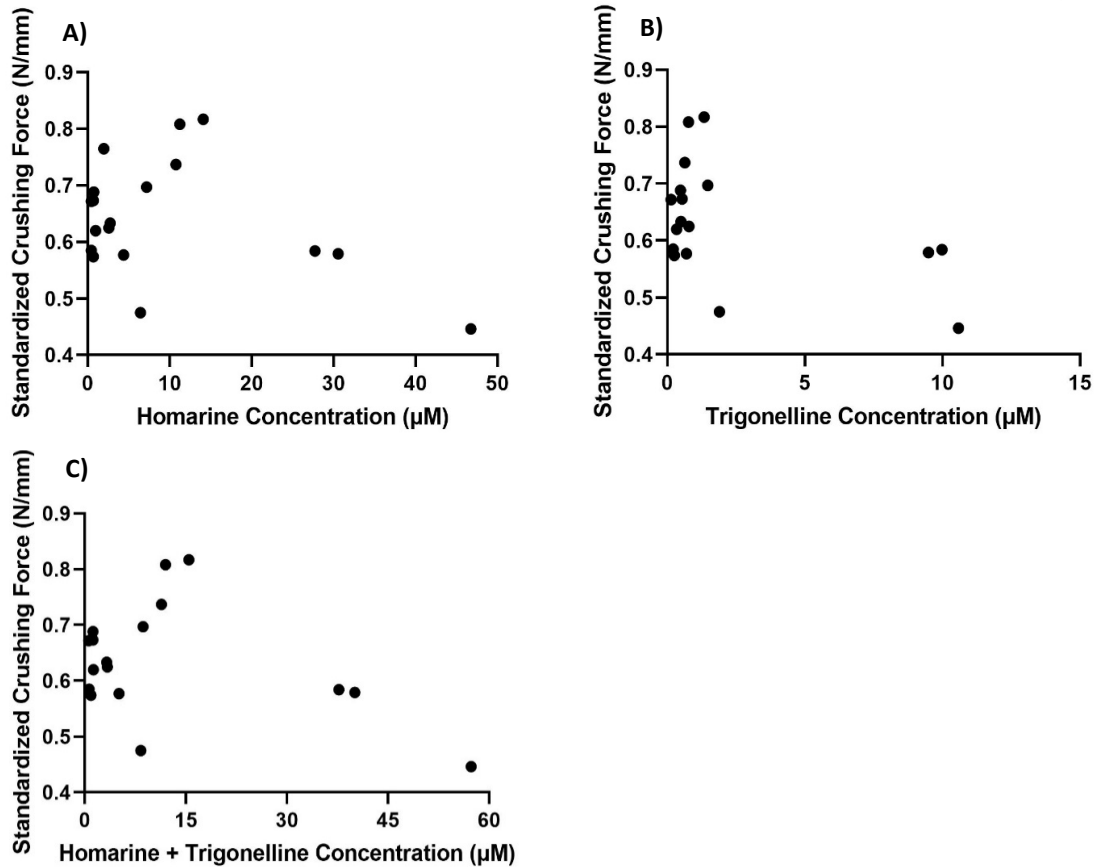 A)
Standardized Crushing Force (N/mm)
0.9
0.8
0.7
0.6
0.5
0.4
0 10 20 30 40 50
Homarine Concentration (µM)
B)
Standardized Crushing Force (N/mm)
0.9
0.8
0.7
0.6
0.5
0.4
0 5 10 15
Trigonelline Concentration (µM)
C)
Standardized Crushing Force (N/mm)
0.9
0.8
0.7
0.6
0.5
0.4
0 15 30 45 60
Homarine + Trigonelline Concentration (µM)